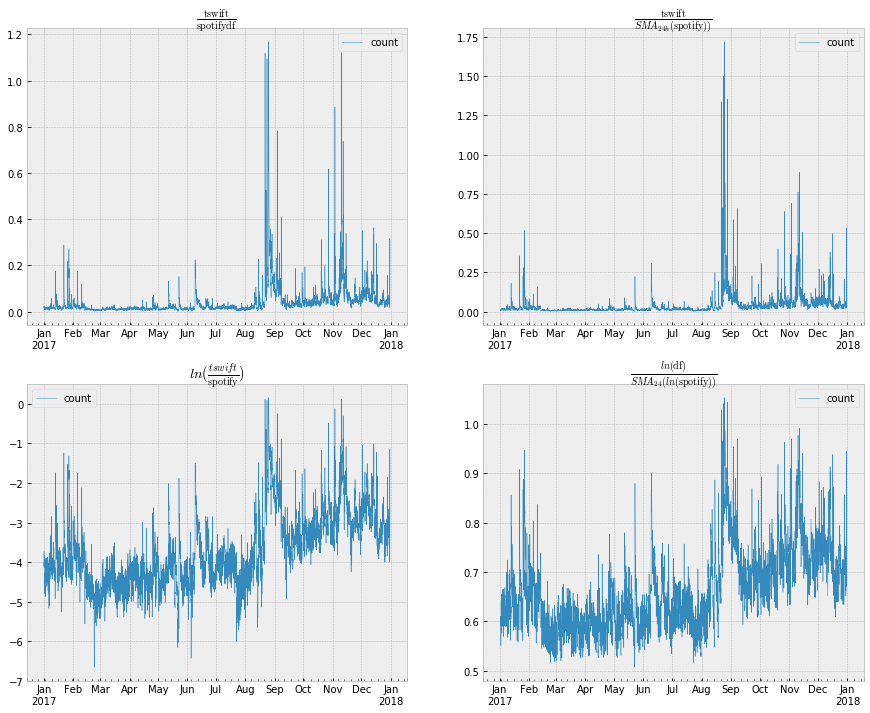 tswift
spotifydf
count
1.2
1.0
0.8
0.6
0.4
0.2
0.0
Jan Feb Mar Apr May Jun Jul Aug Sep Oct Nov Dec Jan
2017 2018
tswift
SMA24h(spotify))
count
1.75
1.50
1.25
1.00
0.75
0.50
0.25
0.00
Jan Feb Mar Apr May Jun Jul Aug Sep Oct Nov Dec Jan
2017 2018
ln(tswift/spotify)
count
0
−1
−2
−3
−4
−5
−6
−7
Jan Feb Mar Apr May Jun Jul Aug Sep Oct Nov Dec Jan
2017 2018
ln(df)
SMA24(ln(spotify))
count
1.0
0.9
0.8
0.7
0.6
0.5
Jan Feb Mar Apr May Jun Jul Aug Sep Oct Nov Dec Jan
2017 2018